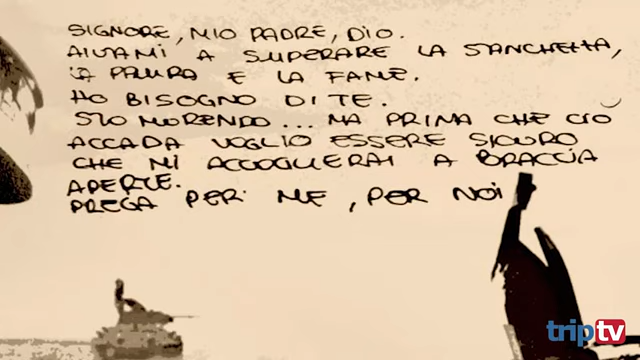 SIGNORE, MIO PADRE, DIO.
AIUTAMI A SUPERARE LA STANCHEZZA,
LA PAURA E LA FAME.
HO BISOGNO DI TE.
STO MORENDO... MA PRIMA CHE CIÒ
ACCADA VOGLIO ESSERE SICURO
CHE MI ACCOGLIERAI A BRACCIA
APERTE.
PREGA PER ME, PER NOI
triptv